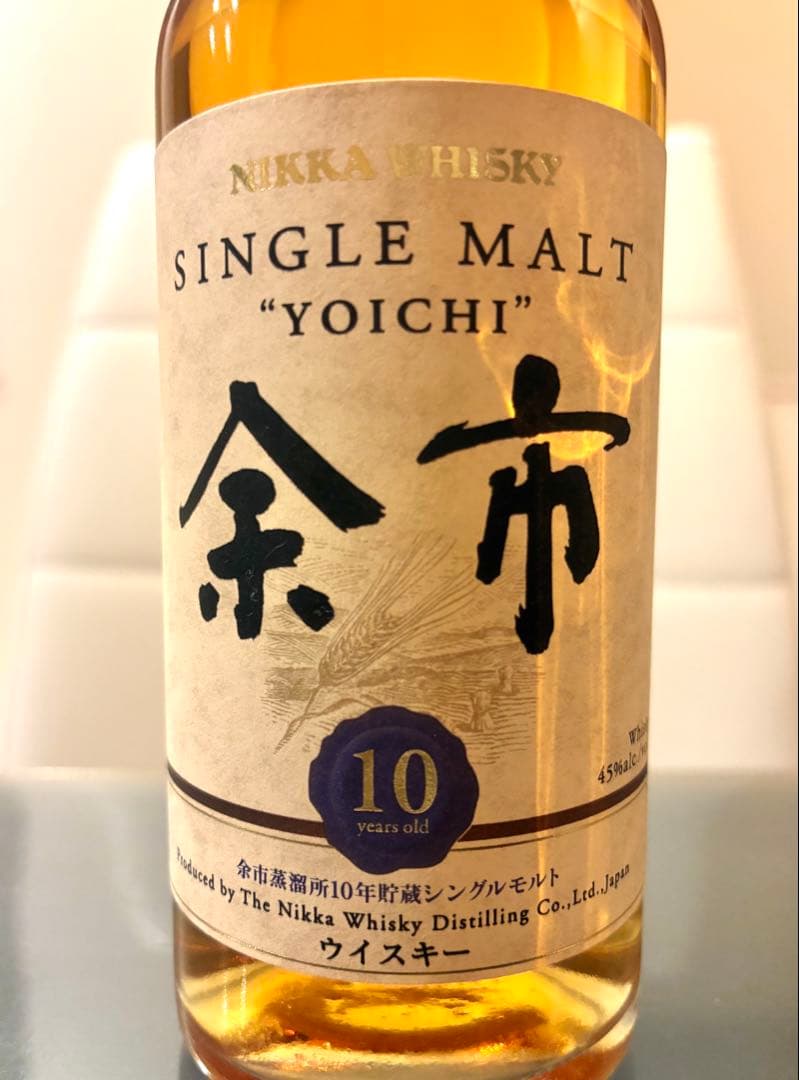 NIKKA WHISKY
SINGLE MALT
“YOICHI”
余市
10
years old
45%alc./
余市蒸溜所10年貯蔵シングルモルト
Produced by The Nikka Whisky Distilling Co.,Ltd.,Japan
ウイスキー